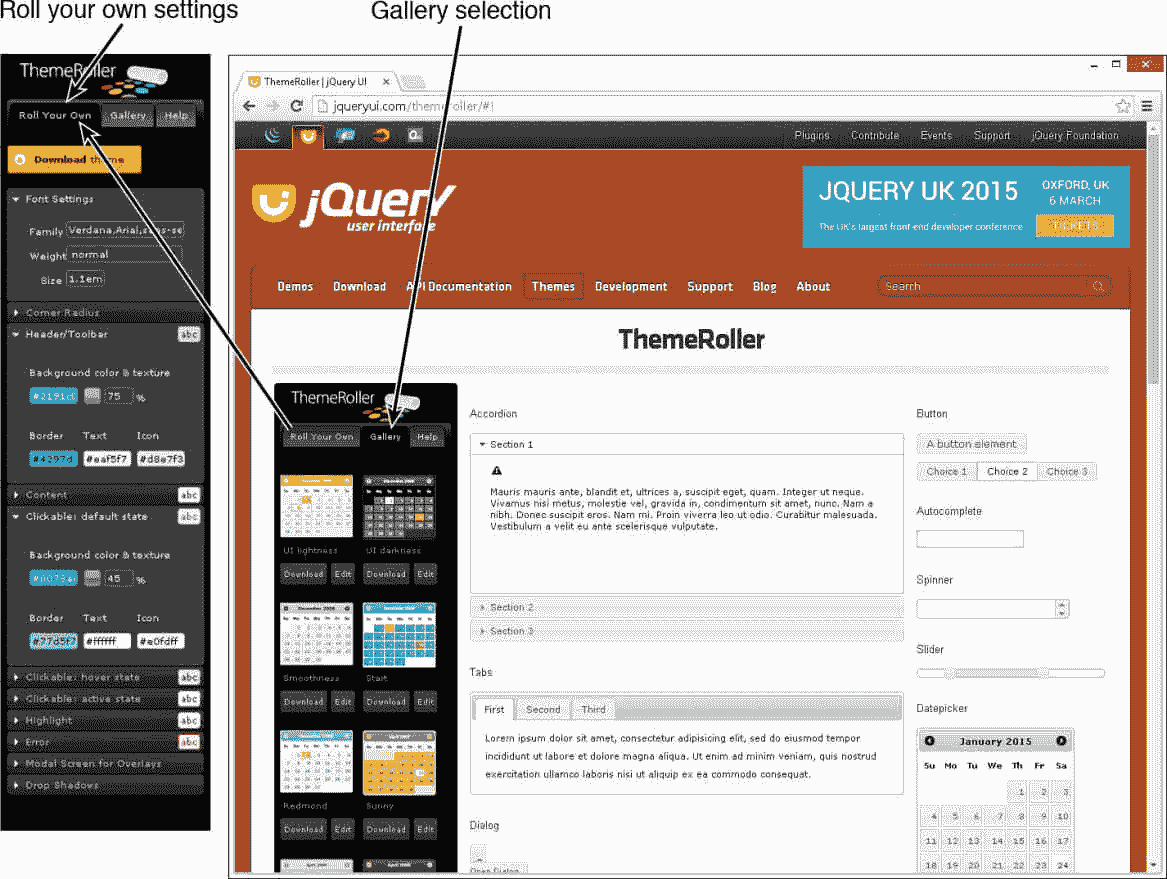 Roll your own settings
Gallery selection
ThemeRoller
Roll Your Own Gallery Help
Download theme
Font Settings
Family Verdana,Arial,sans-se
Weight normal
Size 1.1em
Corner Radius
Header/Toolbar abc
Background color & texture
75 %
Border Text Icon
#4297d #eaf5f7 #d8e7f3
Content abc
Clickable: default state abc
Background color & texture
45 %
Border Text Icon
#ffffff #e0fdff
Clickable: hover state abc
Clickable: active state abc
Highlight abc
Error abc
Modal Screen for Overlays
Drop Shadows
ThemeRoller | jQuery UI
jqueryui.com/themeroller/#!
Plugins Contribute Events Support jQuery Foundation
jQuery
user interface
JQUERY UK 2015
The UK's largest front end developer conference
OXFORD, UK
6 MARCH
TICKETS
Demos Download API Documentation Themes Development Support Blog About
Search
ThemeRoller
ThemeRoller
Roll Your Own Gallery Help
UI lightness UI darkness
Download Edit Download Edit
Smoothness Start
Download Edit Download Edit
Redmond Sunny
Download Edit Download Edit
Accordion
Section 1
Mauris mauris ante, blandit et, ultrices a, suscipit eget, quam. Integer ut neque.
Vivamus nisi metus, molestie vel, gravida in, condimentum sit amet, nunc. Nam a
nibh. Donec suscipit eros. Nam mi. Proin viverra leo ut odio. Curabitur malesuada.
Vestibulum a velit eu ante scelerisque vulputate.
Section 2
Section 3
Tabs
First Second Third
Lorem ipsum dolor sit amet, consectetur adipiscing elit, sed do eiusmod tempor
incididunt ut labore et dolore magna aliqua. Ut enim ad minim veniam, quis nostrud
exercitation ullamco laboris nisi ut aliquip ex ea commodo consequat.
Dialog
Open Dialog
Button
A button element
Choice 1 Choice 2 Choice 3
Autocomplete
Spinner
Slider
Datepicker
January 2015
Su Mo Tu We Th Fr Sa
1 2 3
4 5 6 7 8 9 10
11 12 13 14 15 16 17
18 19 20 21 22 23 24